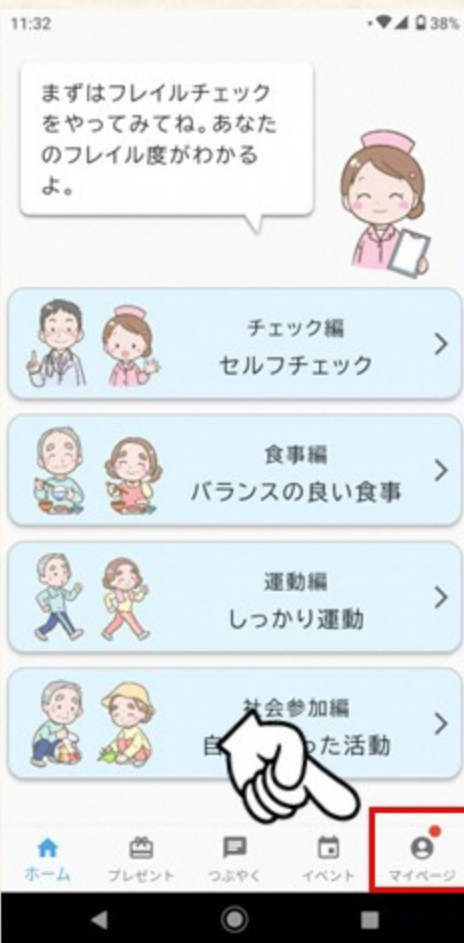 11:32
38%
まずはフレイルチェック
をやってみてね。あなた
のフレイル度がわかる
よ。
チェック編
セルフチェック
食事編
バランスの良い食事
運動編
しっかり運動
社会参加編
自 った活動
ホーム
プレゼント
つぶやく
イベント
マイページ